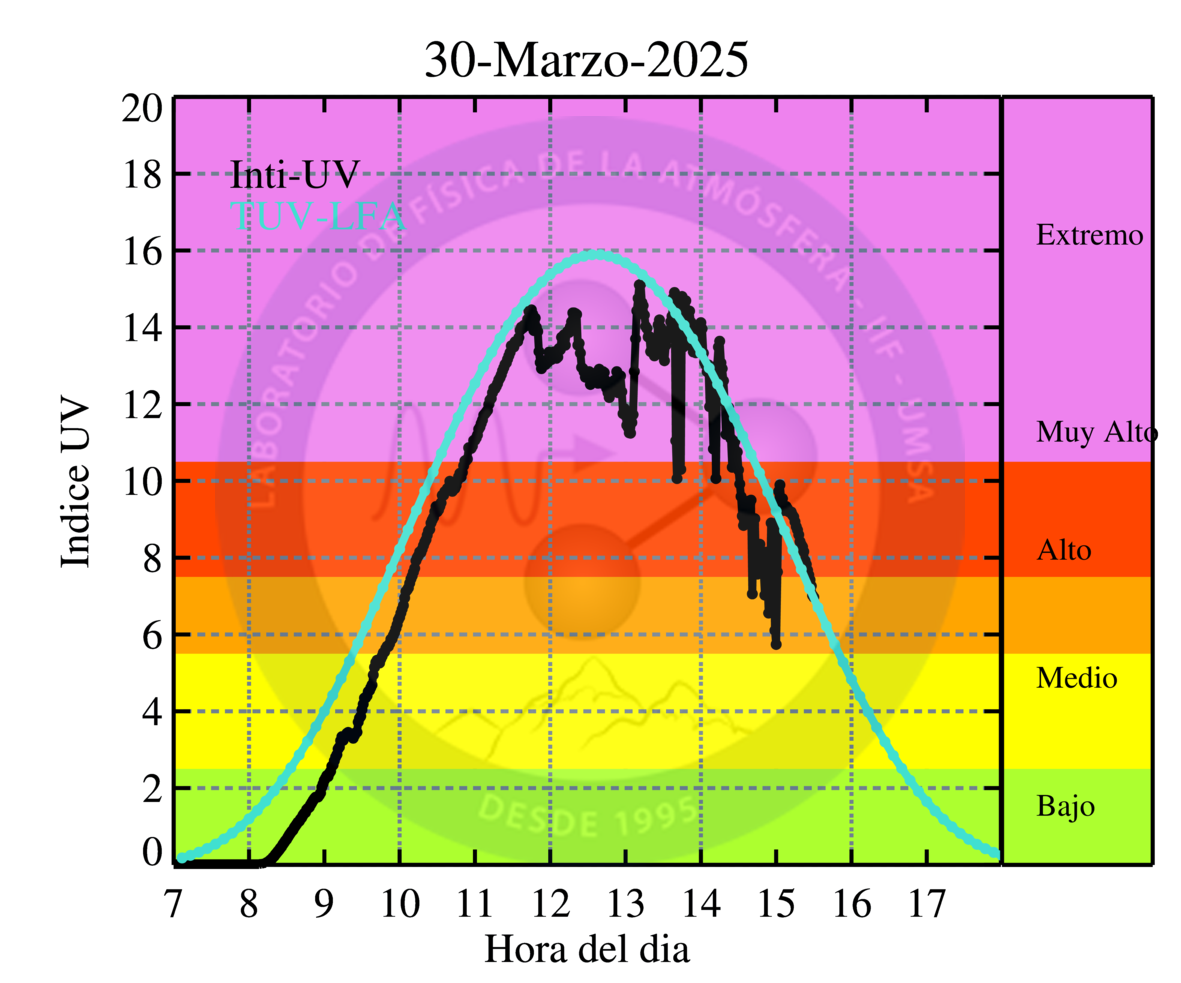 30-Marzo-2025
20
18
16
14
12
10
8
6
4
2
0
Indice UV
Inti-UV
TUV-LFA
LABORATORIO DE FÍSICA DE LA ATMÓSFERA - IIF - UMSA
DESDE 1995
Extremo
Muy Alto
Alto
Medio
Bajo
7 8 9 10 11 12 13 14 15 16 17
Hora del dia